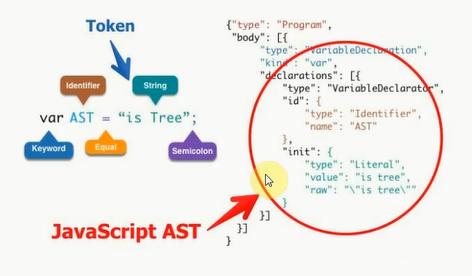 Token
Identifier
String
var AST = “is Tree”;
Keyword
Equal
Semicolon
JavaScript AST
{"type": "Program",
"body": [{
"type": "VariableDeclaration",
"kind": "var",
"declarations": [{
"type": "VariableDeclarator",
"id": {
"type": "Identifier",
"name": "AST"
},
"init": {
"type": "Literal",
"value": "is tree",
"raw": "\"is tree\""
}
}]
}]
}